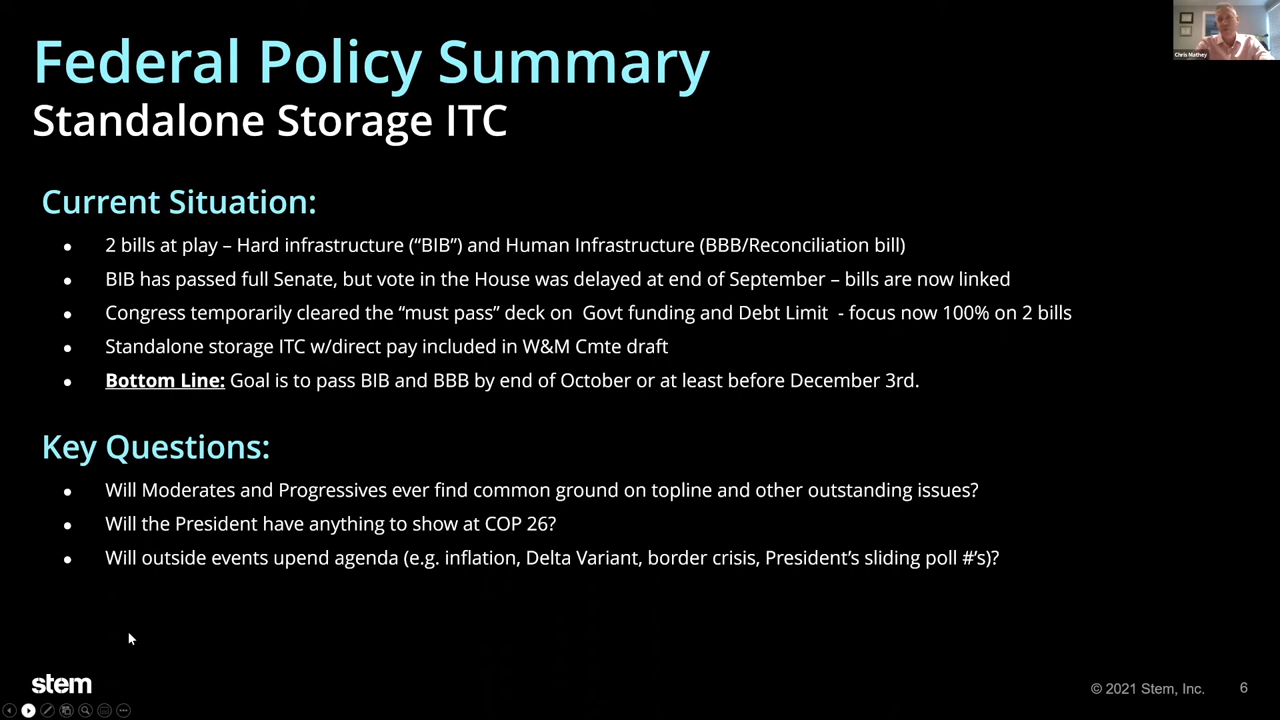 Federal Policy Summary
Standalone Storage ITC
Chris Mathey
Current Situation:
• 2 bills at play – Hard infrastructure (“BIB”) and Human Infrastructure (BBB/Reconciliation bill)
• BIB has passed full Senate, but vote in the House was delayed at end of September – bills are now linked
• Congress temporarily cleared the “must pass” deck on Govt funding and Debt Limit - focus now 100% on 2 bills
• Standalone storage ITC w/direct pay included in W&M Cmte draft
• Bottom Line: Goal is to pass BIB and BBB by end of October or at least before December 3rd.
Key Questions:
• Will Moderates and Progressives ever find common ground on topline and other outstanding issues?
• Will the President have anything to show at COP 26?
• Will outside events upend agenda (e.g. inflation, Delta Variant, border crisis, President’s sliding poll #’s)?
stem
© 2021 Stem, Inc. 6